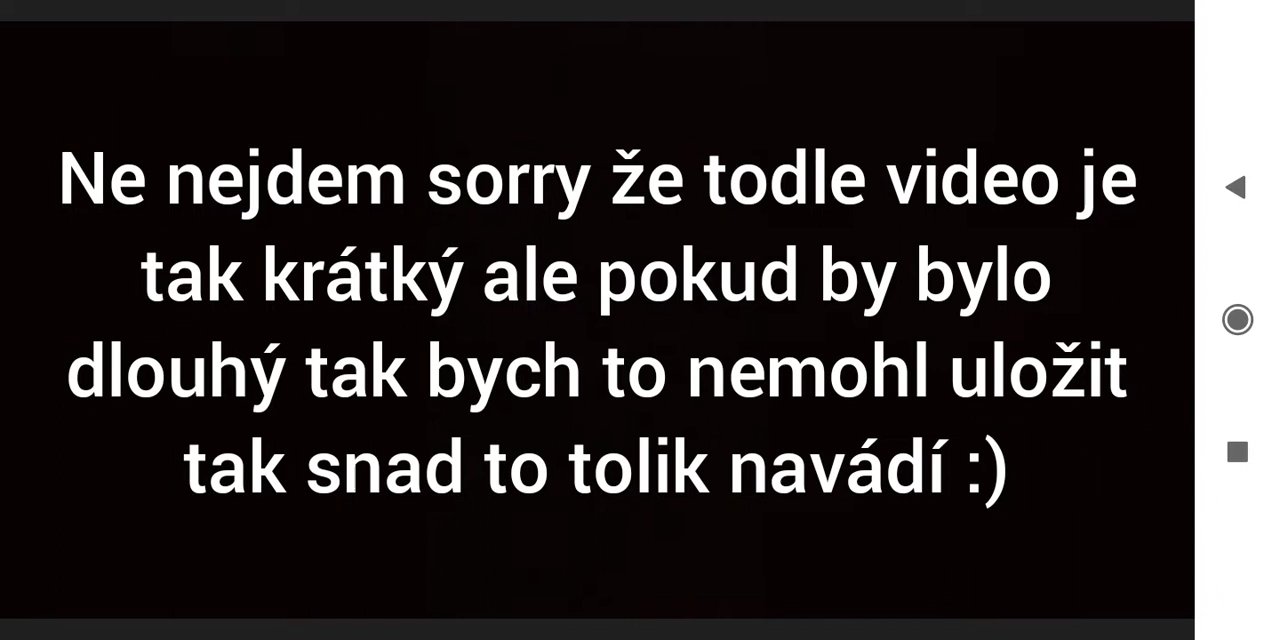 Ne nejdem sorry že todle video je
tak krátký ale pokud by bylo
dlouhý tak bych to nemohl uložit
tak snad to tolik navádí :)